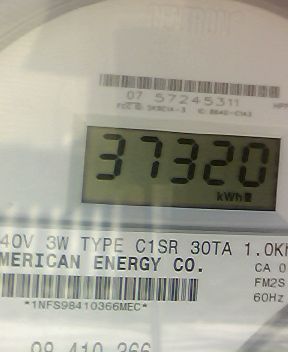 07 57245311
37320
kWh
40V 3W TYPE C1SR 30TA 1.0K
MERICAN ENERGY CO.
CA 0
FM2S
60Hz
*1NFS98410366MEC*
98 410 366